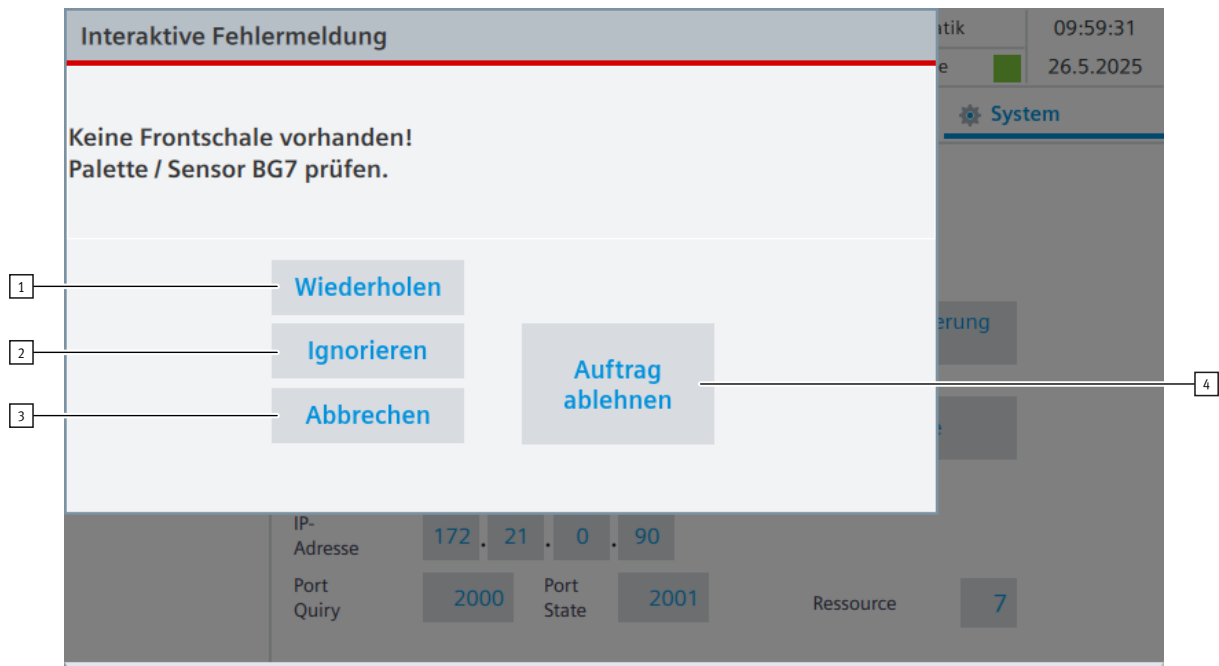 Interaktive Fehlermeldung
09:59:31
26.5.2025
System
Keine Frontschale vorhanden!
Palette / Sensor BG7 prüfen.
1
Wiederholen
2
Ignorieren
3
Abbrechen
Auftrag
ablehnen
4
IP-
Adresse
172 . 21 . 0 . 90
Port
Quiry
2000
Port
State
2001
Ressource
7